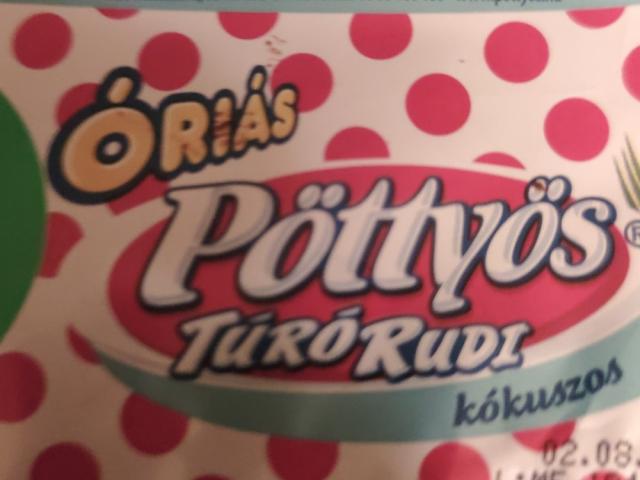 ÓRIÁS
Pöttyös
®
TÚRÓ RUDI
kókuszos
02.08.